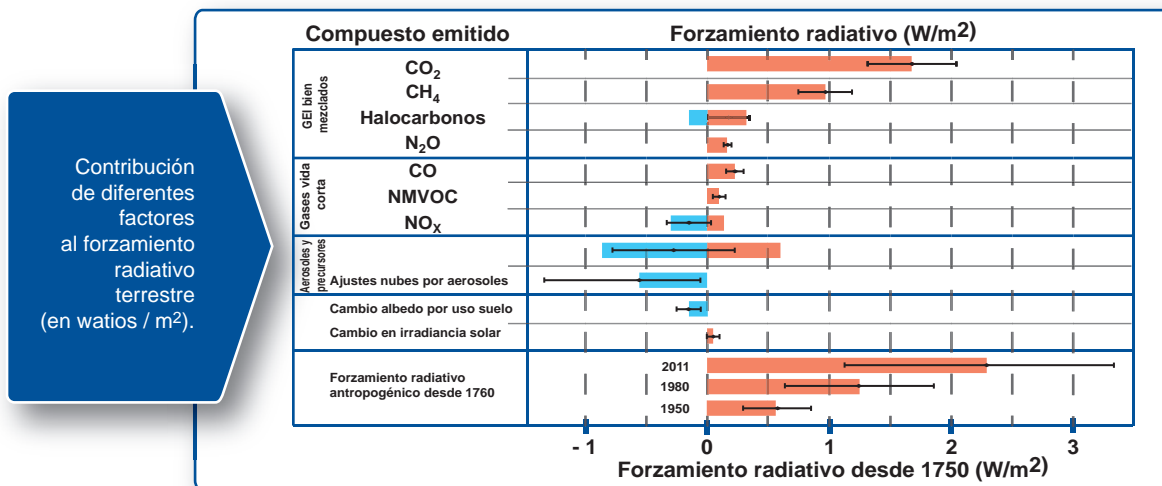 Contribución
de diferentes
factores
al forzamiento
radiativo
terrestre
(en watios / m²).
Compuesto emitido
Forzamiento radiativo (W/m²)
GEI bien
mezclados
CO₂
CH₄
Halocarbonos
N₂O
Gases vida
corta
CO
NMVOC
NOₓ
Aerosoles y
precursores
Ajustes nubes por aerosoles
Cambio albedo por uso suelo
Cambio en irradiancia solar
Forzamiento radiativo
antropogénico desde 1760
2011
1980
1950
- 1 0 1 2 3
Forzamiento radiativo desde 1750 (W/m²)